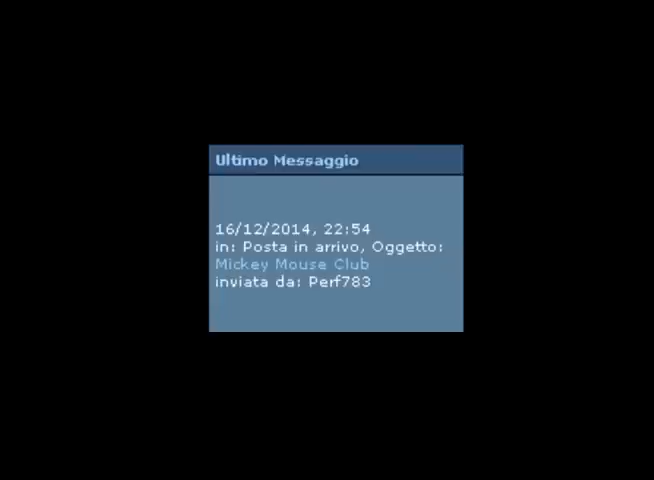 Ultimo Messaggio
16/12/2014, 22:54
in: Posta in arrivo, Oggetto:
Mickey Mouse Club
inviata da: Perf783